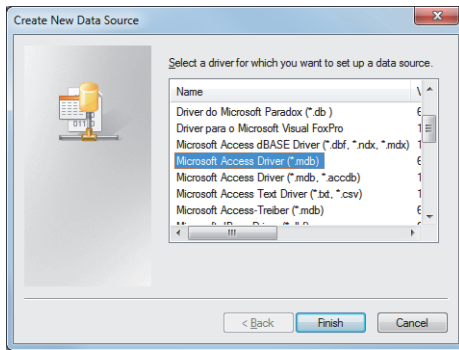 Create New Data Source
Select a driver for which you want to set up a data source.
Name
Driver do Microsoft Paradox (*.db )
Driver para o Microsoft Visual FoxPro
Microsoft Access dBASE Driver (*.dbf, *.ndx, *.mdx)
Microsoft Access Driver (*.mdb)
Microsoft Access Driver (*.mdb, *.accdb)
Microsoft Access Text Driver (*.txt, *.csv)
Microsoft Access-Treiber (*.mdb)
< Back
Finish
Cancel